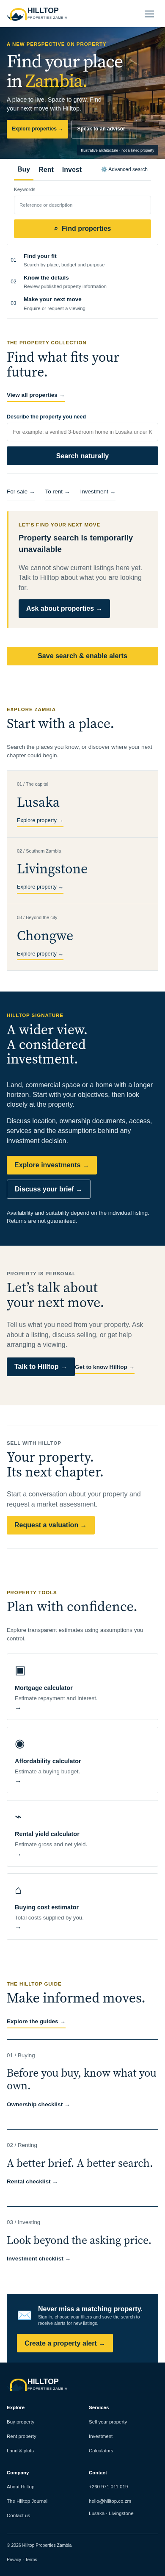 HILLTOP
PROPERTIES ZAMBIA
A NEW PERSPECTIVE ON PROPERTY
Find your place
in Zambia.
A place to live. Space to grow. Find
your next move with Hilltop.
Explore properties →
Speak to an advisor
Illustrative architecture · not a listed property
Buy Rent Invest Advanced search
Keywords
Reference or description
Find properties
01 Find your fit
Search by place, budget and purpose
02 Know the details
Review published property information
03 Make your next move
Enquire or request a viewing
THE PROPERTY COLLECTION
Find what fits your
future.
View all properties →
Describe the property you need
For example: a verified 3-bedroom home in Lusaka under K
Search naturally
For sale → To rent → Investment →
LET'S FIND YOUR NEXT MOVE
Property search is temporarily
unavailable
We cannot show current listings here yet.
Talk to Hilltop about what you are looking
for.
Ask about properties →
Save search & enable alerts
EXPLORE ZAMBIA
Start with a place.
Search the places you know, or discover where your next
chapter could begin.
01 / The capital
Lusaka
Explore property →
02 / Southern Zambia
Livingstone
Explore property →
03 / Beyond the city
Chongwe
Explore property →
HILLTOP SIGNATURE
A wider view.
A considered
investment.
Land, commercial space or a home with a longer
horizon. Start with your objectives, then look
closely at the property.
Discuss location, ownership documents, access,
services and the assumptions behind any
investment decision.
Explore investments →
Discuss your brief →
Availability and suitability depend on the individual listing.
Returns are not guaranteed.
PROPERTY IS PERSONAL
Let's talk about
your next move.
Tell us what you need from your property. Ask
about a listing, discuss selling, or get help
arranging a viewing.
Talk to Hilltop →
Get to know Hilltop →
SELL WITH HILLTOP
Your property.
Its next chapter.
Start a conversation about your property and
request a market assessment.
Request a valuation →
PROPERTY TOOLS
Plan with confidence.
Explore transparent estimates using assumptions you
control.
Mortgage calculator
Estimate repayment and interest.
→
Affordability calculator
Estimate a buying budget.
→
Rental yield calculator
Estimate gross and net yield.
→
Buying cost estimator
Total costs supplied by you.
→
THE HILLTOP GUIDE
Make informed moves.
Explore the guides →
01 / Buying
Before you buy, know what you
own.
Ownership checklist →
02 / Renting
A better brief. A better search.
Rental checklist →
03 / Investing
Look beyond the asking price.
Investment checklist →
Never miss a matching property.
Sign in, choose your filters and save the search to
receive alerts for new listings.
Create a property alert →
HILLTOP
PROPERTIES ZAMBIA
Explore
Buy property
Rent property
Land & plots
Services
Sell your property
Investment
Calculators
Company
About Hilltop
The Hilltop Journal
Contact us
Contact
+260 971 011 019
hello@hilltop.co.zm
Lusaka · Livingstone
© 2026 Hilltop Properties Zambia
Privacy · Terms